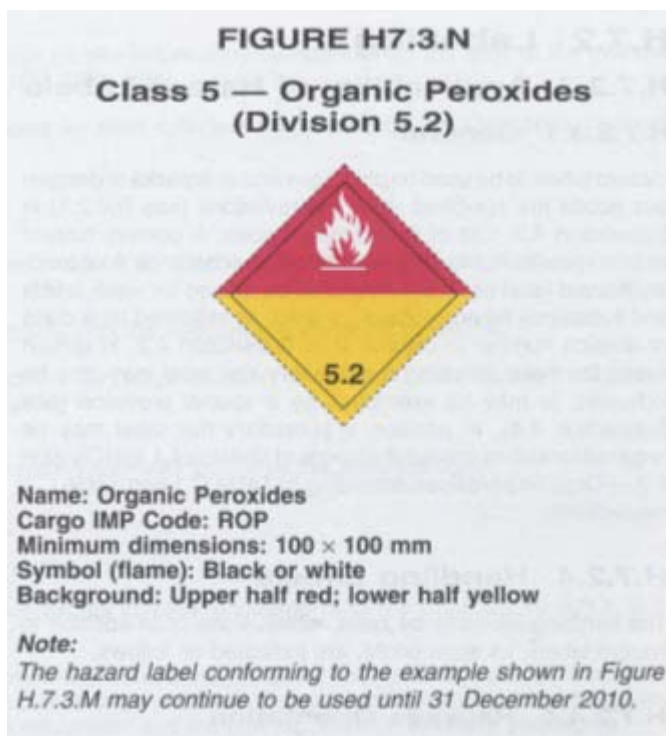 FIGURE H7.3.N
Class 5 — Organic Peroxides
(Division 5.2)
5.2
Name: Organic Peroxides
Cargo IMP Code: ROP
Minimum dimensions: 100 × 100 mm
Symbol (flame): Black or white
Background: Upper half red; lower half yellow
Note:
The hazard label conforming to the example shown in Figure
H.7.3.M may continue to be used until 31 December 2010.